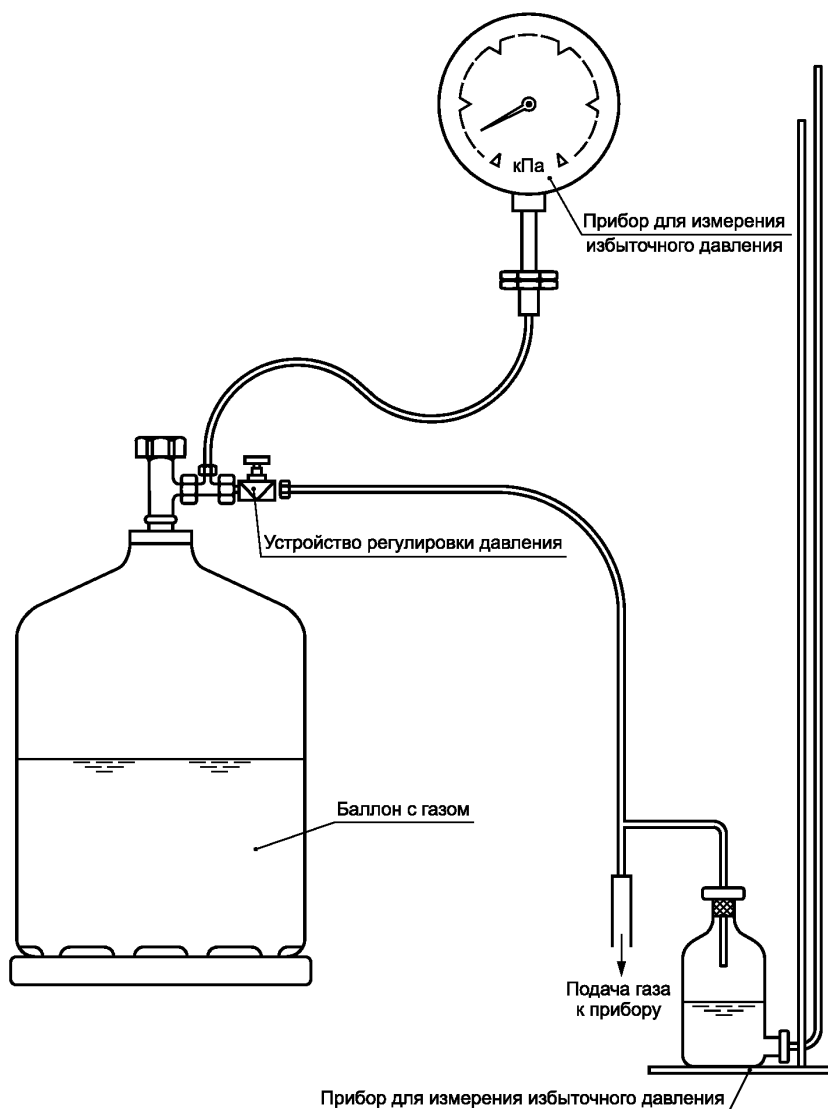 кПа
Прибор для измерения
избыточного давления
Устройство регулировки давления
Баллон с газом
Подача газа
к прибору
Прибор для измерения избыточного давления